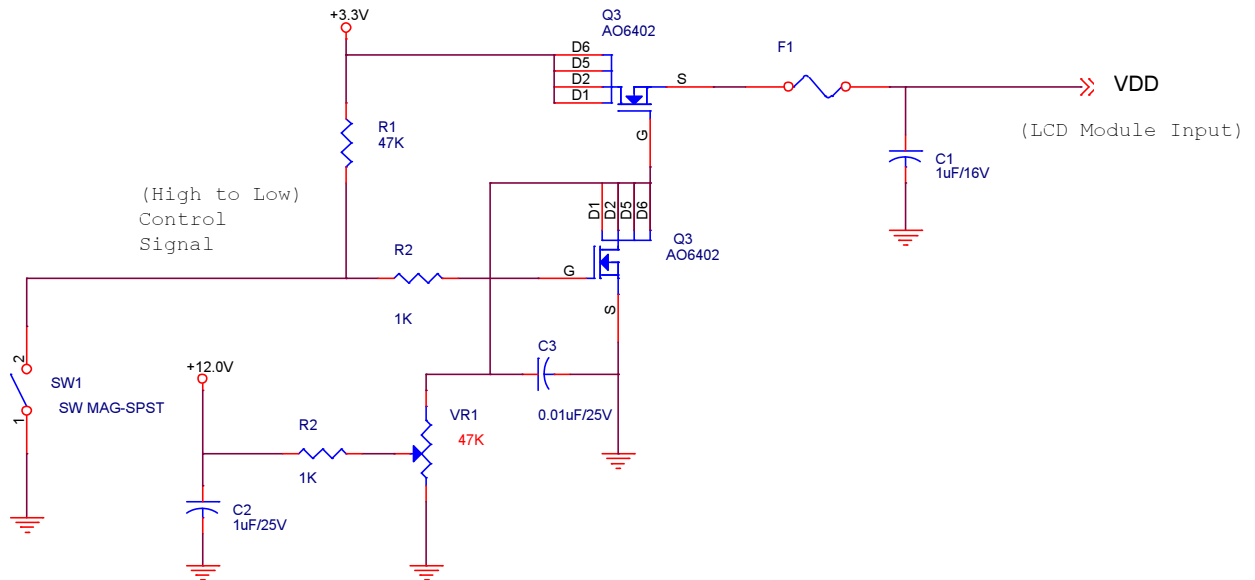 +3.3V
Q3
AO6402
D6
D5
D2
D1
S
G
F1
VDD
(LCD Module Input)
R1
47K
C1
1uF/16V
(High to Low)
Control
Signal
D1
D2
D5
D6
Q3
AO6402
R2
1K
G
S
2
1
SW1
SW MAG-SPST
+12.0V
C3
0.01uF/25V
VR1
47K
R2
1K
C2
1uF/25V